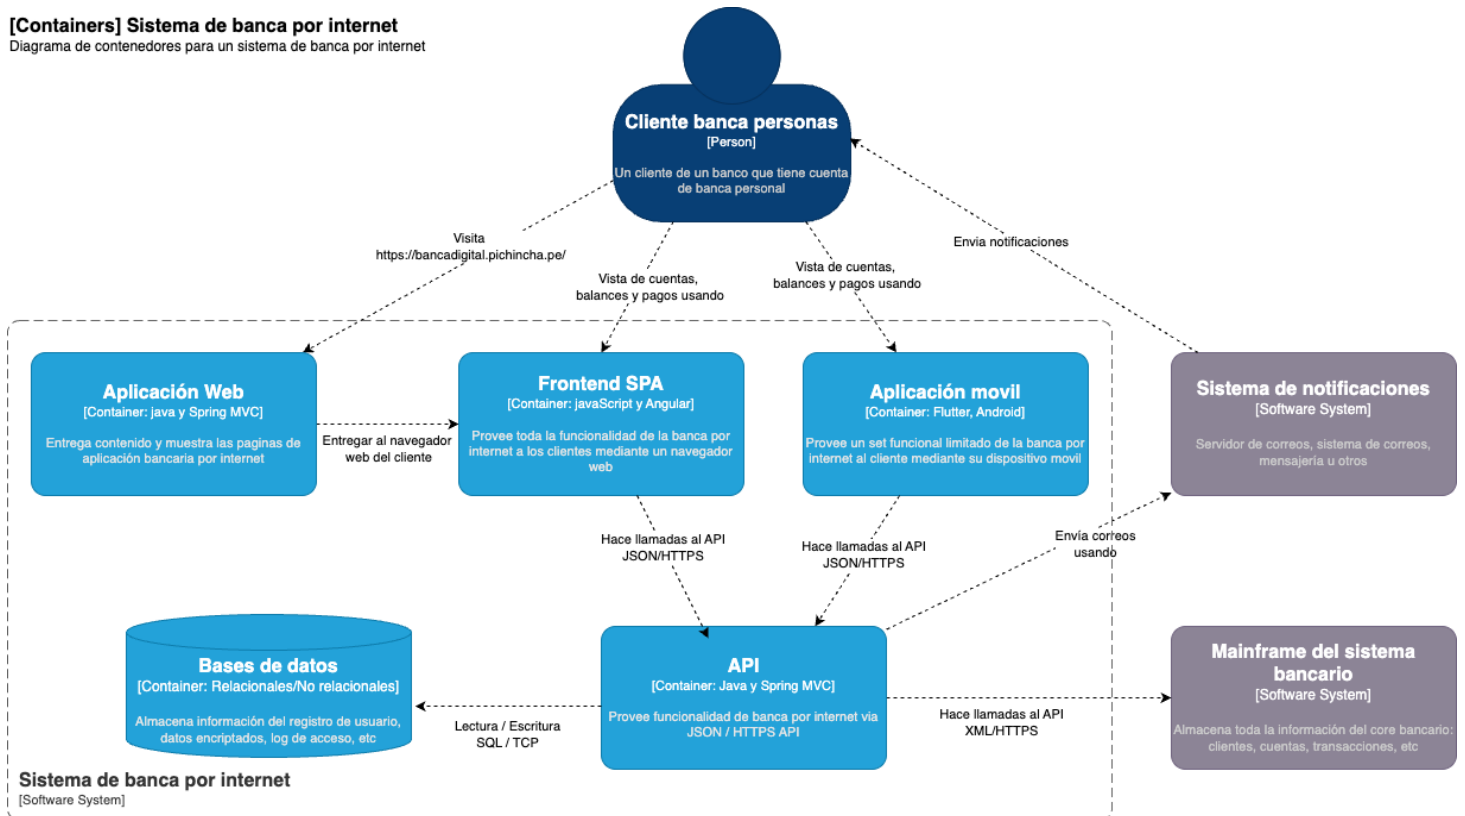 [Containers] Sistema de banca por internet
Diagrama de contenedores para un sistema de banca por internet
Cliente banca personas
[Person]
Un cliente de un banco que tiene cuenta
de banca personal
Visita
https://bancadigital.pichincha.pe/
Vista de cuentas,
balances y pagos usando
Vista de cuentas,
balances y pagos usando
Envia notificaciones
Aplicación Web
[Container: java y Spring MVC]
Entrega contenido y muestra las paginas de
aplicación bancaria por internet
Entregar al navegador
web del cliente
Frontend SPA
[Container: javaScript y Angular]
Provee toda la funcionalidad de la banca por
internet a los clientes mediante un navegador
web
Aplicación movil
[Container: Flutter, Android]
Provee un set funcional limitado de la banca por
internet al cliente mediante su dispositivo movil
Sistema de notificaciones
[Software System]
Servidor de correos, sistema de correos,
mensajería u otros
Hace llamadas al API
JSON/HTTPS
Hace llamadas al API
JSON/HTTPS
Envía correos
usando
Bases de datos
[Container: Relacionales/No relacionales]
Almacena información del registro de usuario,
datos encriptados, log de acceso, etc
Lectura / Escritura
SQL / TCP
API
[Container: Java y Spring MVC]
Provee funcionalidad de banca por internet via
JSON / HTTPS API
Hace llamadas al API
XML/HTTPS
Mainframe del sistema
bancario
[Software System]
Almacena toda la información del core bancario:
clientes, cuentas, transacciones, etc
Sistema de banca por internet
[Software System]